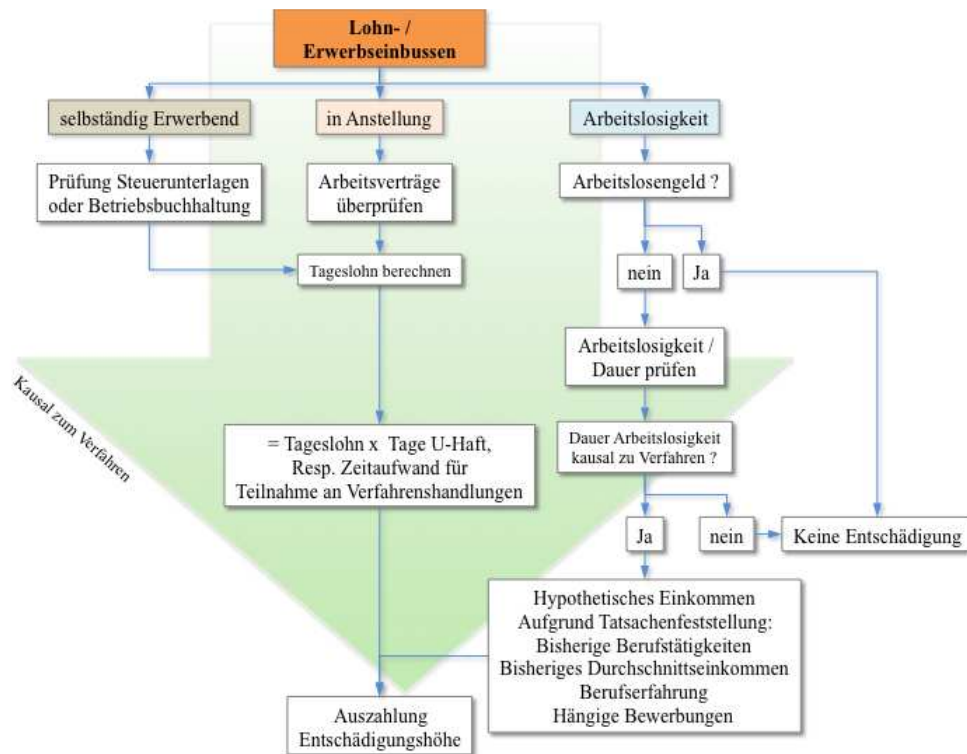 Lohn- /
Erwerbseinbussen
selbständig Erwerbend
in Anstellung
Arbeitslosigkeit
Prüfung Steuerunterlagen
oder Betriebsbuchhaltung
Arbeitsverträge
überprüfen
Arbeitslosengeld ?
Tageslohn berechnen
nein
Ja
Arbeitslosigkeit /
Dauer prüfen
Kausal zum Verfahren
= Tageslohn x Tage U-Haft,
Resp. Zeitaufwand für
Teilnahme an Verfahrenshandlungen
Dauer Arbeitslosigkeit
kausal zu Verfahren ?
Ja
nein
Keine Entschädigung
Hypothetisches Einkommen
Aufgrund Tatsachenfeststellung:
Bisherige Berufstätigkeiten
Bisheriges Durchschnittseinkommen
Berufserfahrung
Hängige Bewerbungen
Auszahlung
Entschädigungshöhe